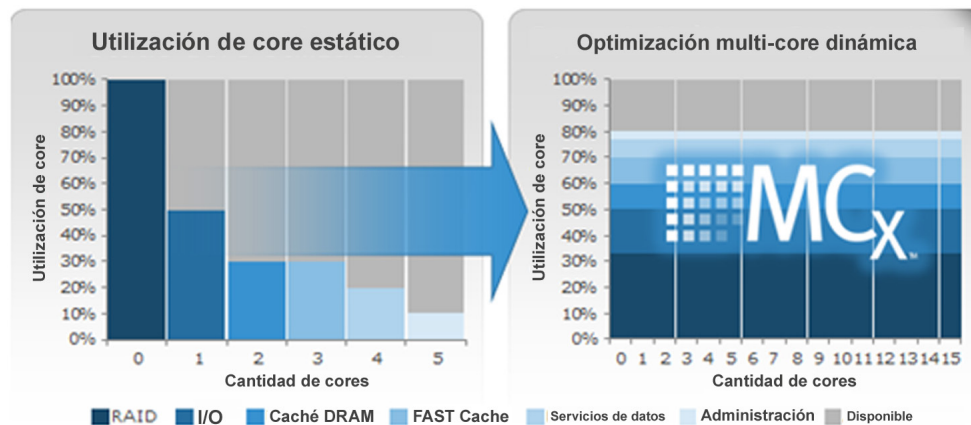 Utilización de core estático
Utilización de core
100%
90%
80%
70%
60%
50%
40%
30%
20%
10%
0%
0 1 2 3 4 5
Cantidad de cores
Optimización multi-core dinámica
Utilización de core
100%
90%
80%
70%
60%
50%
40%
30%
20%
10%
0%
MCx™
0 1 2 3 4 5 6 7 8 9 10 11 12 13 14 15
Cantidad de cores
RAID I/O Caché DRAM FAST Cache Servicios de datos Administración Disponible